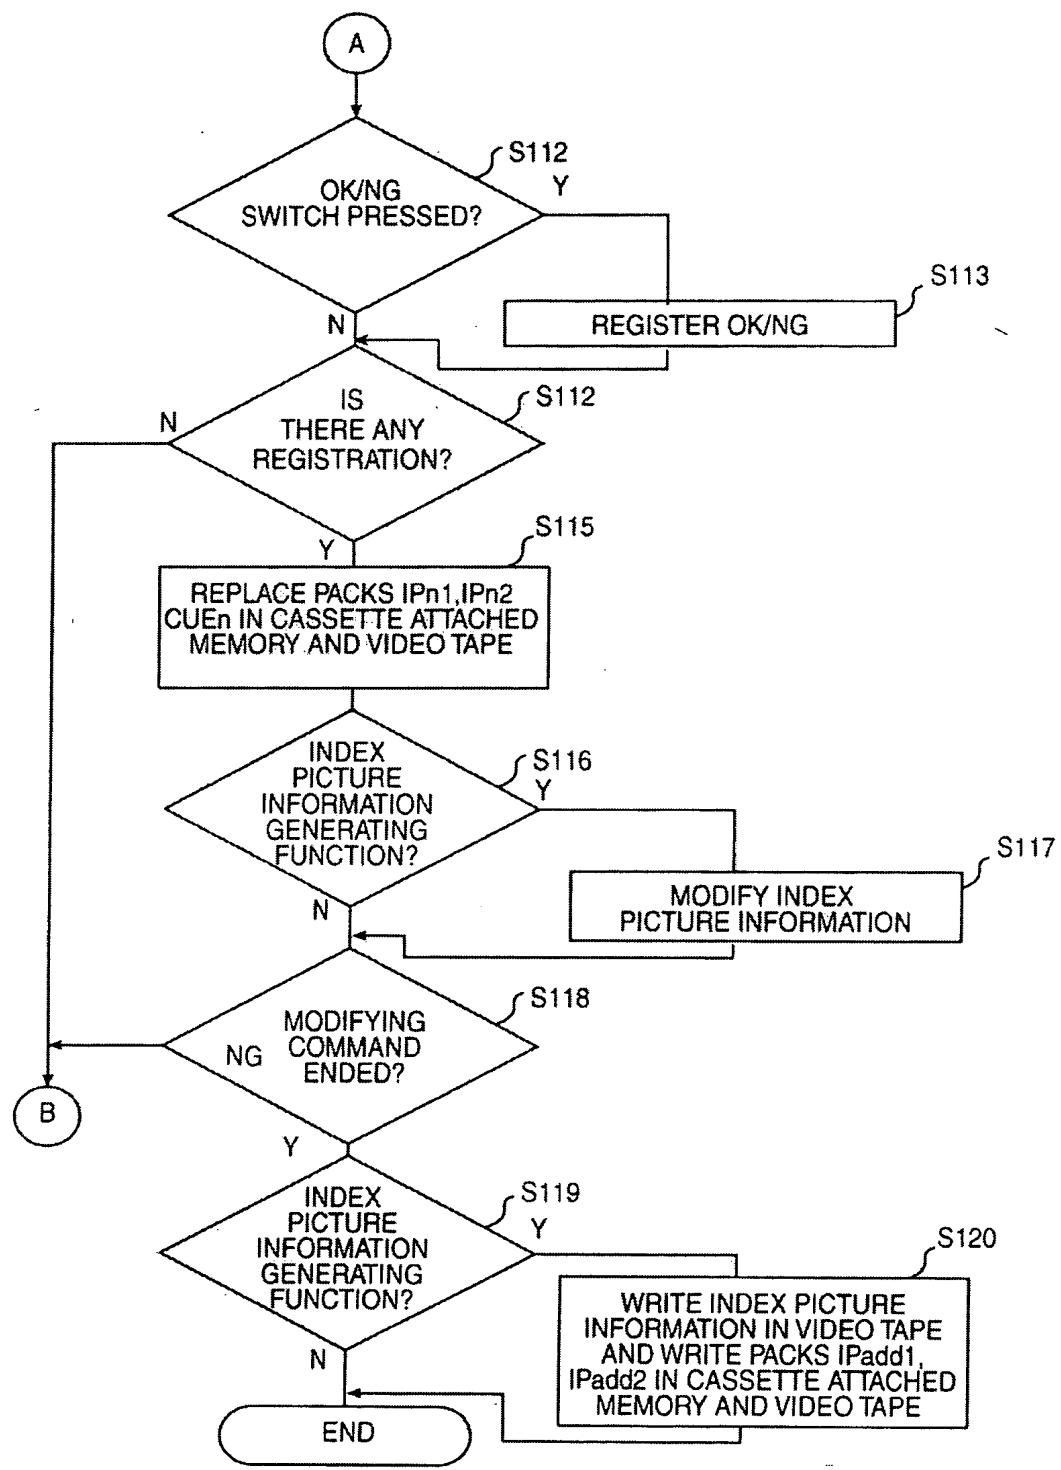 A
S112
OK/NG
SWITCH PRESSED?
Y
S113
REGISTER OK/NG
N
S112
IS
THERE ANY
REGISTRATION?
N
Y
S115
REPLACE PACKS IPn1,IPn2
CUEn IN CASSETTE ATTACHED
MEMORY AND VIDEO TAPE
S116
INDEX
PICTURE
INFORMATION
GENERATING
FUNCTION?
Y
S117
MODIFY INDEX
PICTURE INFORMATION
N
S118
MODIFYING
COMMAND
ENDED?
NG
B
Y
S119
INDEX
PICTURE
INFORMATION
GENERATING
FUNCTION?
Y
S120
WRITE INDEX PICTURE
INFORMATION IN VIDEO TAPE
AND WRITE PACKS IPadd1,
IPadd2 IN CASSETTE ATTACHED
MEMORY AND VIDEO TAPE
N
END